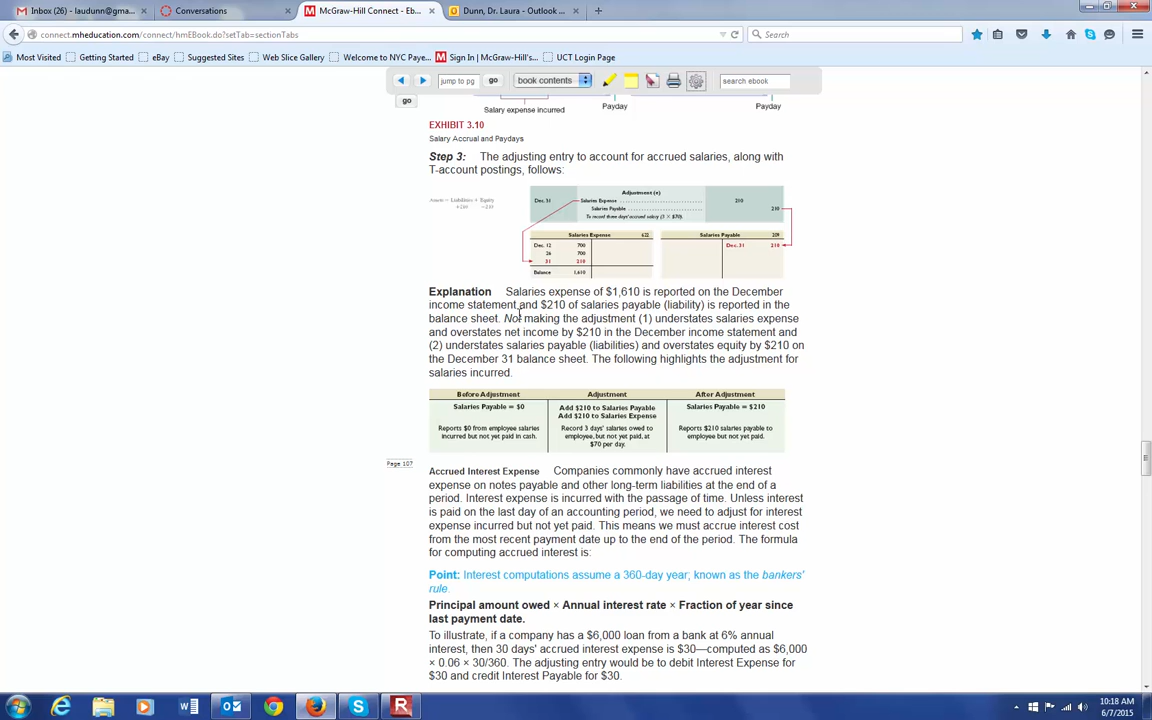 Inbox (26) - laudunn@gma...
Conversations
McGraw-Hill Connect - Eb...
Dunn, Dr. Laura - Outlook ...
connect.mheducation.com/connect/hmEBook.do?setTab=sectionTabs
Search
Most Visited
Getting Started
eBay
Suggested Sites
Web Slice Gallery
Welcome to NYC Paye...
Sign In | McGraw-Hill's...
UCT Login Page
jump to pg
go
book contents
search ebook
go
Salary expense incurred
Payday
Payday
EXHIBIT 3.10
Salary Accrual and Paydays
Step 3: The adjusting entry to account for accrued salaries, along with
T-account postings, follows:
Assets = Liabilities + Equity
+210 −210
Adjustment (e)
Dec. 31 Salaries Expense 210
Salaries Payable 210
To record three days' accrued salary (3 × $70).
Salaries Expense 622
Dec. 12 700
26 700
31 210
Balance 1,610
Salaries Payable 209
Dec. 31 210
Explanation Salaries expense of $1,610 is reported on the December
income statement and $210 of salaries payable (liability) is reported in the
balance sheet. Not making the adjustment (1) understates salaries expense
and overstates net income by $210 in the December income statement and
(2) understates salaries payable (liabilities) and overstates equity by $210 on
the December 31 balance sheet. The following highlights the adjustment for
salaries incurred.
Before Adjustment
Salaries Payable = $0
Reports $0 from employee salaries
incurred but not yet paid in cash.
Adjustment
Add $210 to Salaries Payable
Add $210 to Salaries Expense
Record 3 days' salaries owed to
employee, but not yet paid, at
$70 per day.
After Adjustment
Salaries Payable = $210
Reports $210 salaries payable to
employee but not yet paid.
Page 107
Accrued Interest Expense Companies commonly have accrued interest
expense on notes payable and other long-term liabilities at the end of a
period. Interest expense is incurred with the passage of time. Unless interest
is paid on the last day of an accounting period, we need to adjust for interest
expense incurred but not yet paid. This means we must accrue interest cost
from the most recent payment date up to the end of the period. The formula
for computing accrued interest is:
Point: Interest computations assume a 360-day year; known as the bankers'
rule.
Principal amount owed × Annual interest rate × Fraction of year since
last payment date.
To illustrate, if a company has a $6,000 loan from a bank at 6% annual
interest, then 30 days' accrued interest expense is $30—computed as $6,000
× 0.06 × 30/360. The adjusting entry would be to debit Interest Expense for
$30 and credit Interest Payable for $30.
10:18 AM
6/7/2015